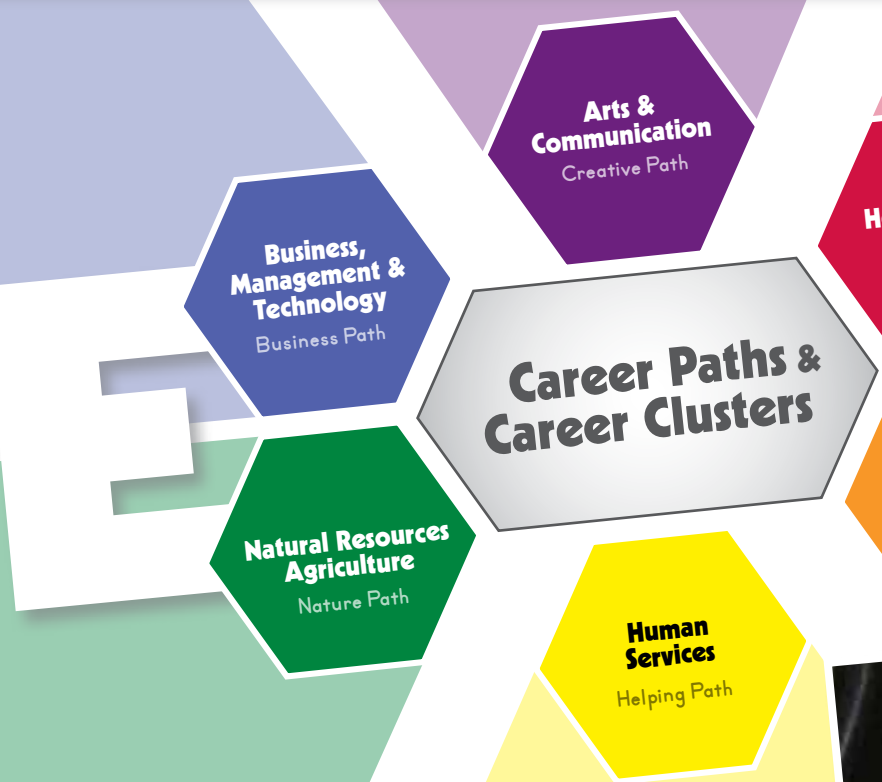 Arts &
Communication
Creative Path
H
Business,
Management &
Technology
Business Path
Career Paths &
Career Clusters
E
Natural Resources
Agriculture
Nature Path
Human
Services
Helping Path